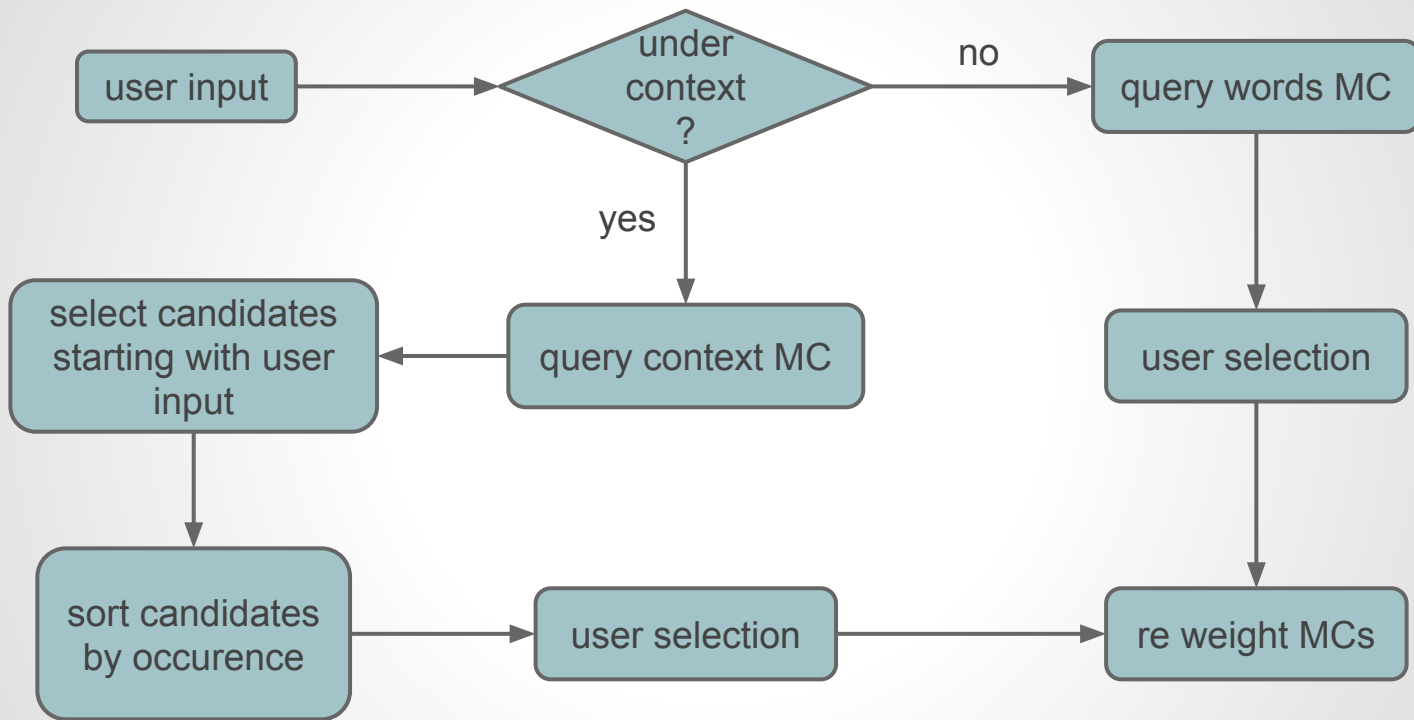 user input
under
context
?
no
query words MC
yes
select candidates
starting with user
input
query context MC
user selection
sort candidates
by occurence
user selection
re weight MCs